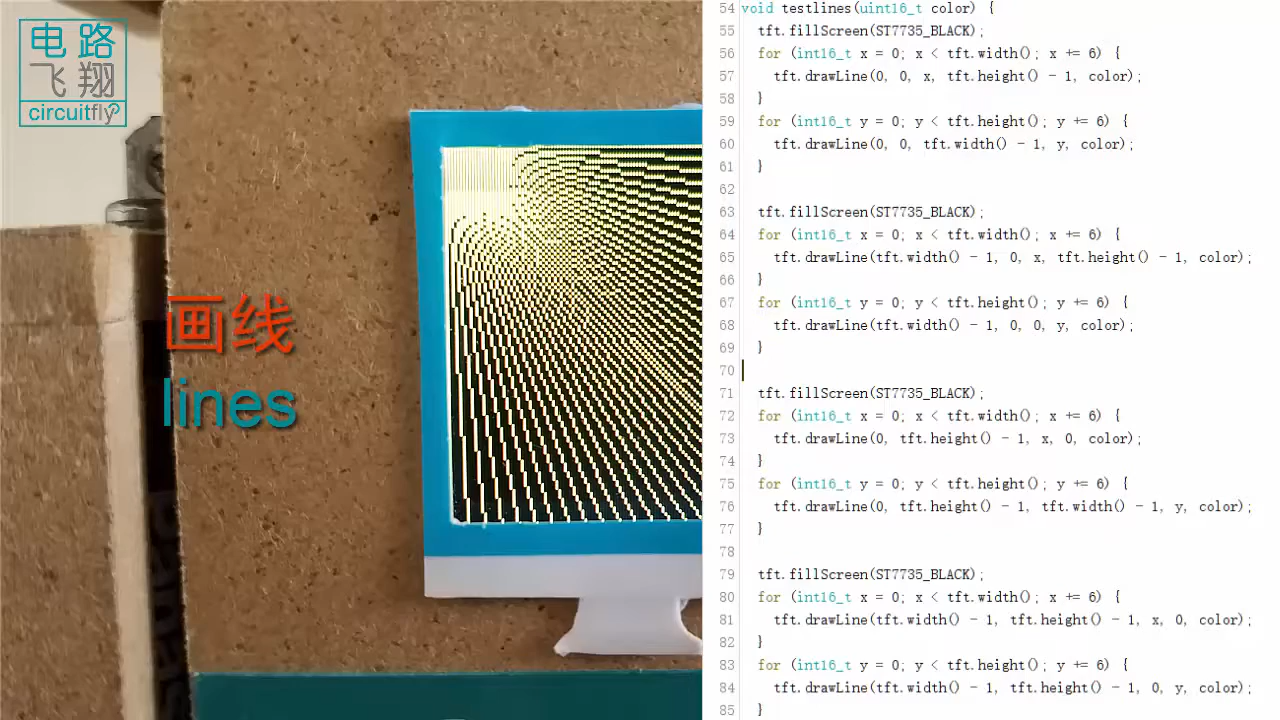 电路
飞翔
circuitfly
画线
lines
54 void testlines(uint16_t color) {
55 tft.fillScreen(ST7735_BLACK);
56 for (int16_t x = 0; x < tft.width(); x += 6) {
57 tft.drawLine(0, 0, x, tft.height() - 1, color);
58 }
59 for (int16_t y = 0; y < tft.height(); y += 6) {
60 tft.drawLine(0, 0, tft.width() - 1, y, color);
61 }
62
63 tft.fillScreen(ST7735_BLACK);
64 for (int16_t x = 0; x < tft.width(); x += 6) {
65 tft.drawLine(tft.width() - 1, 0, x, tft.height() - 1, color);
66 }
67 for (int16_t y = 0; y < tft.height(); y += 6) {
68 tft.drawLine(tft.width() - 1, 0, 0, y, color);
69 }
70
71 tft.fillScreen(ST7735_BLACK);
72 for (int16_t x = 0; x < tft.width(); x += 6) {
73 tft.drawLine(0, tft.height() - 1, x, 0, color);
74 }
75 for (int16_t y = 0; y < tft.height(); y += 6) {
76 tft.drawLine(0, tft.height() - 1, tft.width() - 1, y, color);
77 }
78
79 tft.fillScreen(ST7735_BLACK);
80 for (int16_t x = 0; x < tft.width(); x += 6) {
81 tft.drawLine(tft.width() - 1, tft.height() - 1, x, 0, color);
82 }
83 for (int16_t y = 0; y < tft.height(); y += 6) {
84 tft.drawLine(tft.width() - 1, tft.height() - 1, 0, y, color);
85 }